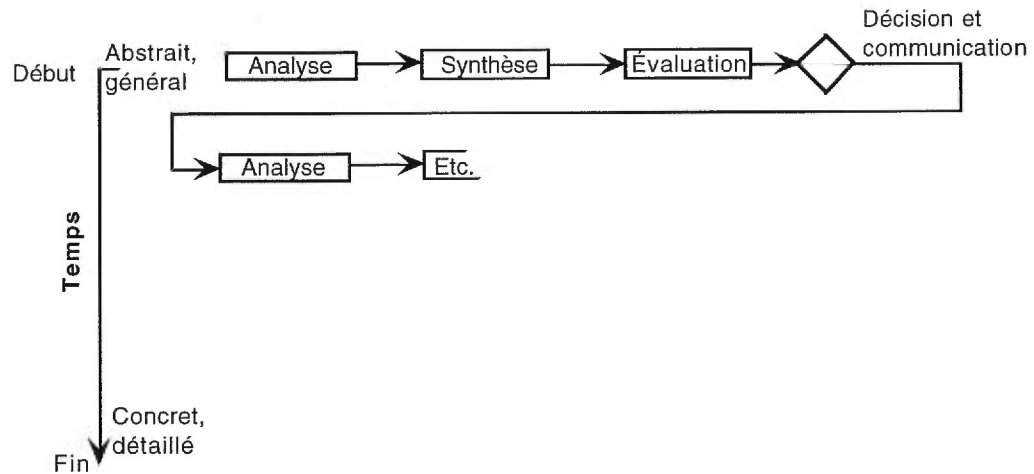 Décision et
communication
Début
Abstrait,
général
Analyse
Synthèse
Évaluation
Analyse
Etc.
Temps
Concret,
détaillé
Fin